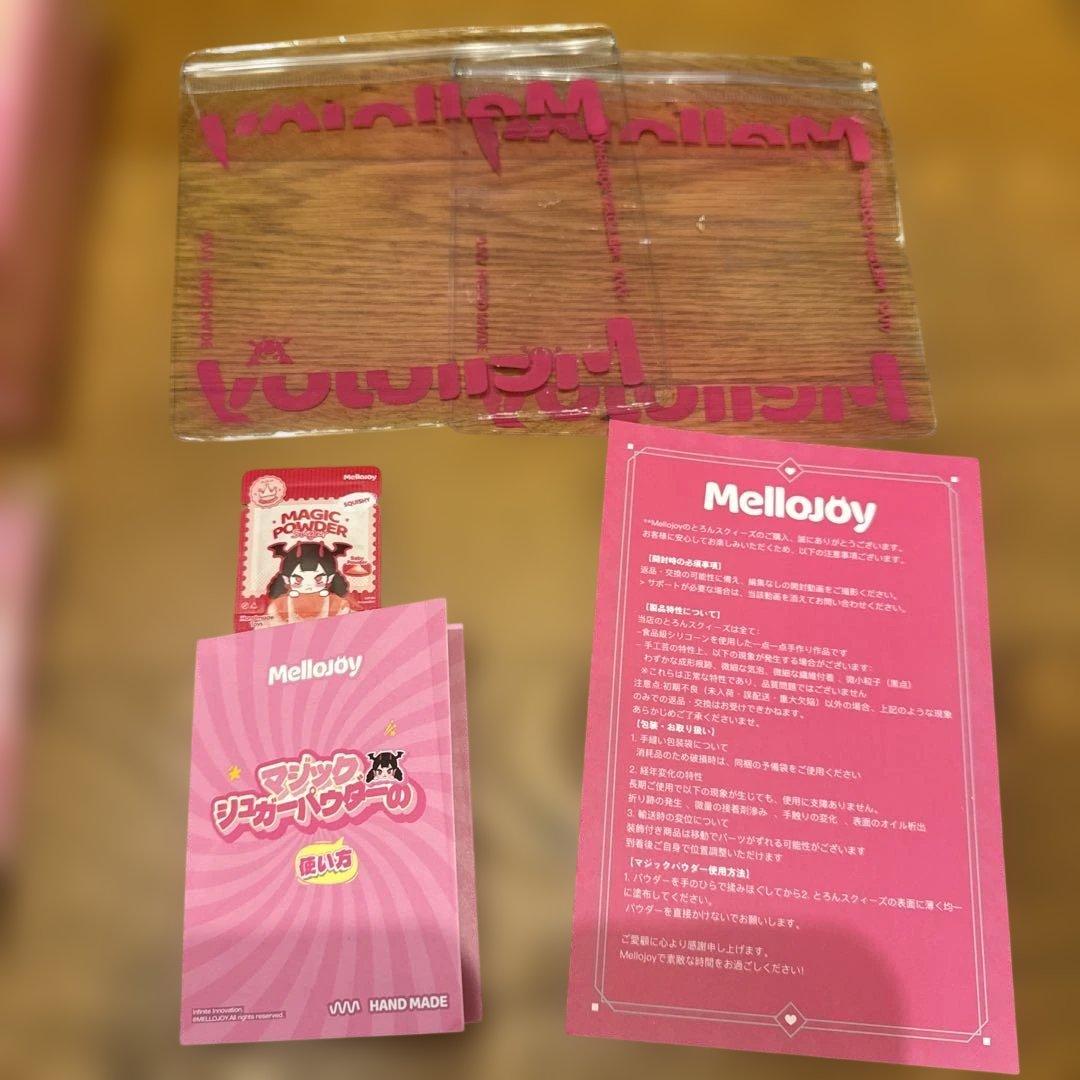 Mellojoy
Mellojoy
HAND MADE
HAND MADE
Mellojoy
SQUISHY
MAGIC
POWDER
Handmade
Toys
Mellojoy
マジック
シュガーパウダーの
使い方
Infinite Innovation.
©MELLOJOY.All rights reserved.
HAND MADE
Mellojoy
**Mellojoyのとろんスクィーズのご購入、誠にありがとうございます。
お客様に安心してお楽しみいただくため、以下の注意事項ございます。
【開封時の必須事項】
返品・交換の可能性に備え、編集なしの開封動画をご撮影ください。
> サポートが必要な場合は、当該動画を添えてお問い合わせください。
【製品特性について】
当店のとろんスクィーズは全て:
–食品級シリコーンを使用した一点一点手作り作品です
– 手工芸の特性上、以下の現象が発生する場合がございます:
わずかな成形痕跡、微細な気泡、微細な繊維付着 、微小粒子（黒点）
※これらは正常な特性であり、品質問題ではございません
注意点:初期不良（未入荷・誤配送・重大欠陥）以外の場合、上記のような現象
のみでの返品・交換はお受けできかねます。
あらかじめご了承くださいませ。
【包装・お取り扱い】
1. 手縫い包装袋について
消耗品のため破損時は、同梱の予備袋をご使用ください
2. 経年変化の特性
長期ご使用で以下の現象が生じても、使用に支障ありません。
折り跡の発生 、微量の接着剤滲み 、手触りの変化 、表面のオイル析出
3. 輸送時の変位について
装飾付き商品は移動でパーツがずれる可能性がございます
到着後ご自身で位置調整いただけます
【マジックパウダー使用方法】
1. パウダーを手のひらで揉みほぐしてから2. とろんスクィーズの表面に薄く均一
に塗布してください。
パウダーを直接かけないでお願いします。
ご愛顧に心より感謝申し上げます。
Mellojoyで素敵な時間をお過ごしください!